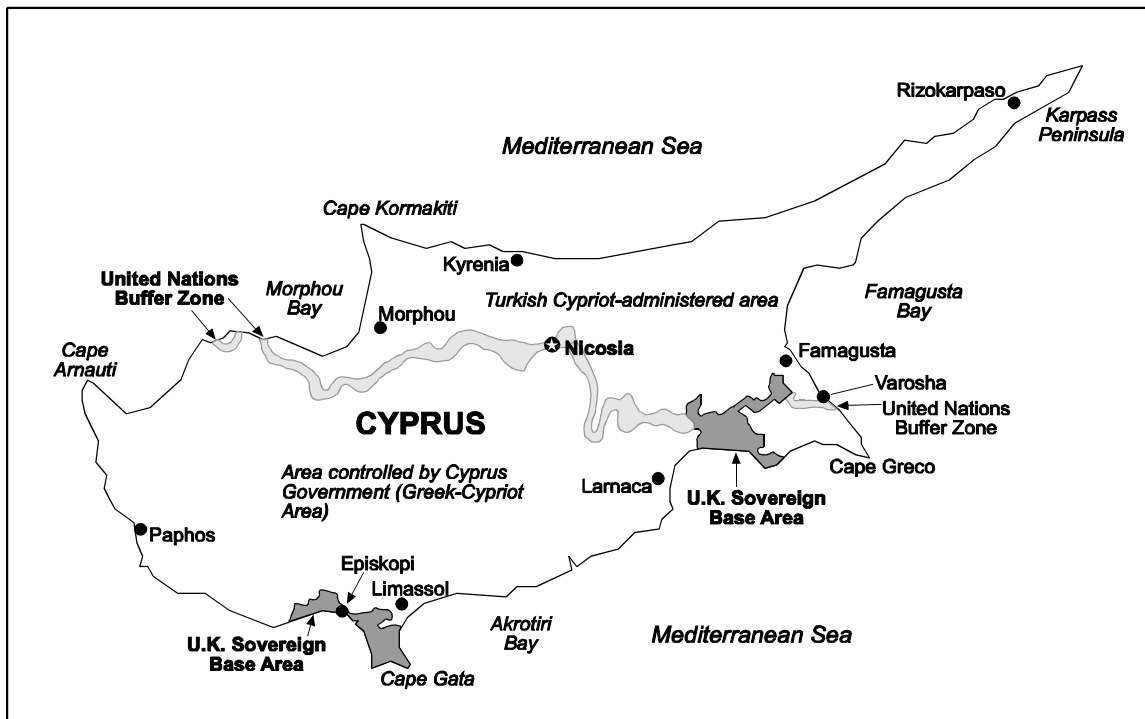 Rizokarpaso
Karpass
Peninsula
Mediterranean Sea
Cape Kormakiti
Kyrenia
United Nations
Buffer Zone
Morphou
Bay
Turkish Cypriot-administered area
Famagusta
Bay
Morphou
Nicosia
Cape
Arnauti
Famagusta
Varosha
United Nations
Buffer Zone
CYPRUS
Cape Greco
Area controlled by Cyprus
Government (Greek-Cypriot
Area)
Larnaca
U.K. Sovereign
Base Area
Paphos
Episkopi
Limassol
Akrotiri
Bay
Mediterranean Sea
U.K. Sovereign
Base Area
Cape Gata